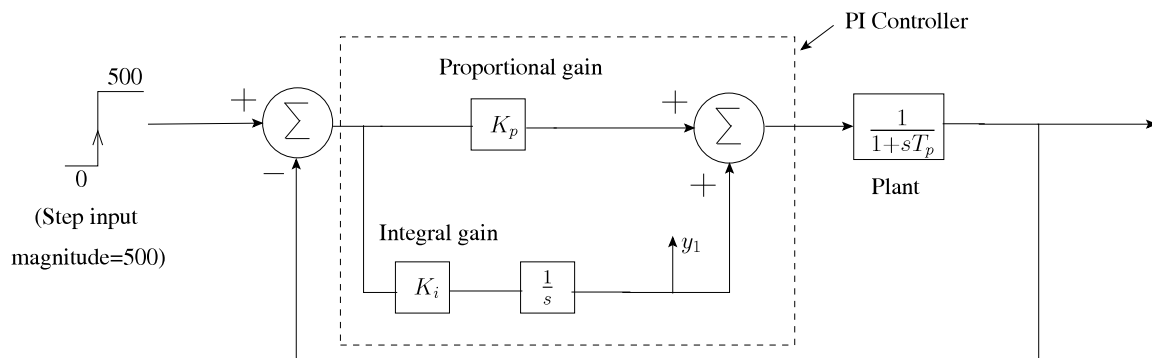 PI Controller
Proportional gain
500
+
∑
K_p
+
∑
1
1+sT_p
0
−
+
Plant
(Step input
magnitude=500)
Integral gain
y_1
K_i
1
s